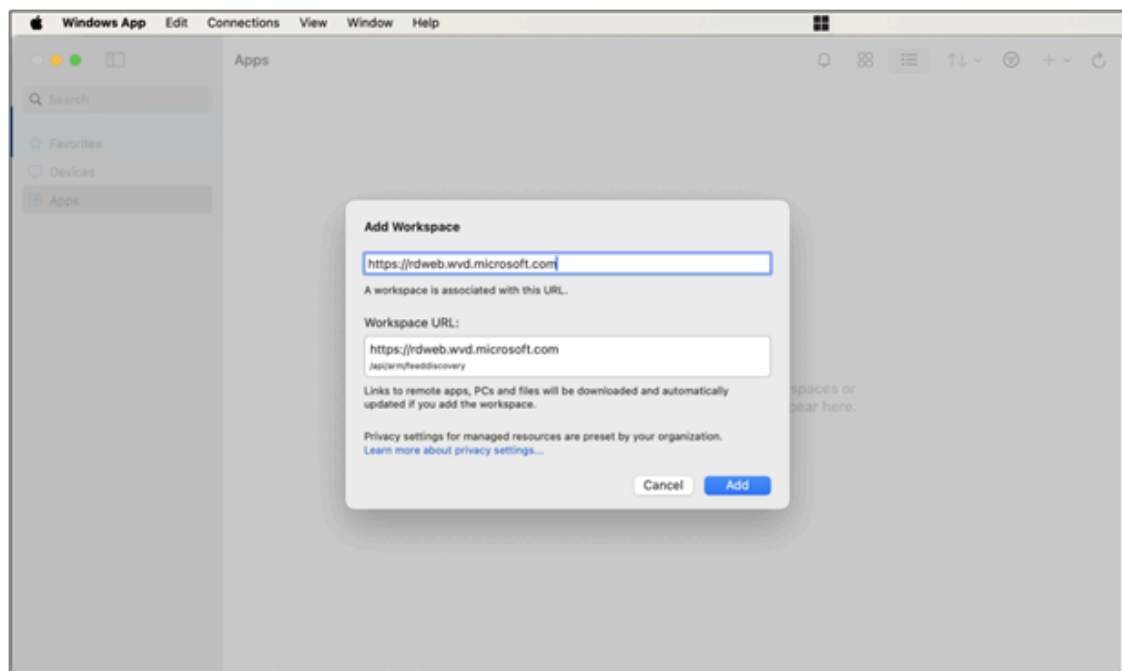 Windows App Edit Connections View Window Help
Apps
Search
Favorites
Devices
Apps
Add Workspace
https://rdweb.wvd.microsoft.com
A workspace is associated with this URL.
Workspace URL:
https://rdweb.wvd.microsoft.com
/api/arm/feeddiscovery
Links to remote apps, PCs and files will be downloaded and automatically
updated if you add the workspace.
spaces or
pear here.
Privacy settings for managed resources are preset by your organization.
Learn more about privacy settings...
Cancel Add